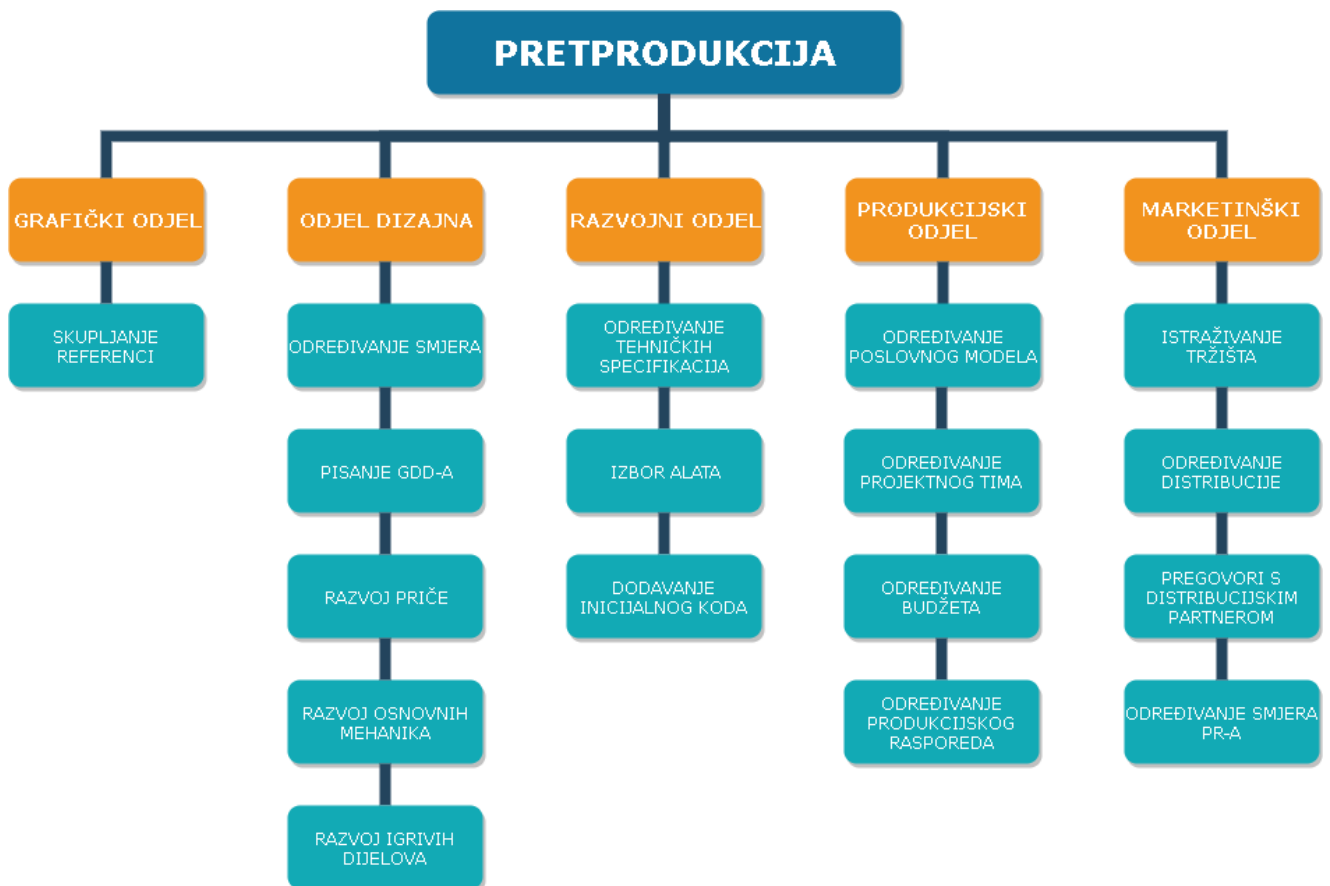 PRETPRODUKCIJA
GRAFIČKI ODJEL
SKUPLJANJE
REFERENCI
ODJEL DIZAJNA
ODREĐIVANJE SMJERA
PISANJE GDD-A
RAZVOJ PRIČE
RAZVOJ OSNOVNIH
MEHANIKA
RAZVOJ IGRIVIH
DIJELOVA
RAZVOJNI ODJEL
ODREĐIVANJE
TEHNIČKIH
SPECIFIKACIJA
IZBOR ALATA
DODAVANJE
INICIJALNOG KODA
PRODUKCIJSKI
ODJEL
ODREĐIVANJE
POSLOVNOG MODELA
ODREĐIVANJE
PROJEKTNOG TIMA
ODREĐIVANJE
BUDŽETA
ODREĐIVANJE
PRODUKCIJSKOG
RASPOREDA
MARKETINŠKI
ODJEL
ISTRAŽIVANJE
TRŽIŠTA
ODREĐIVANJE
DISTRIBUCIJE
PREGOVORI S
DISTRIBUCIJSKIM
PARTNEROM
ODREĐIVANJE SMJERA
PR-A